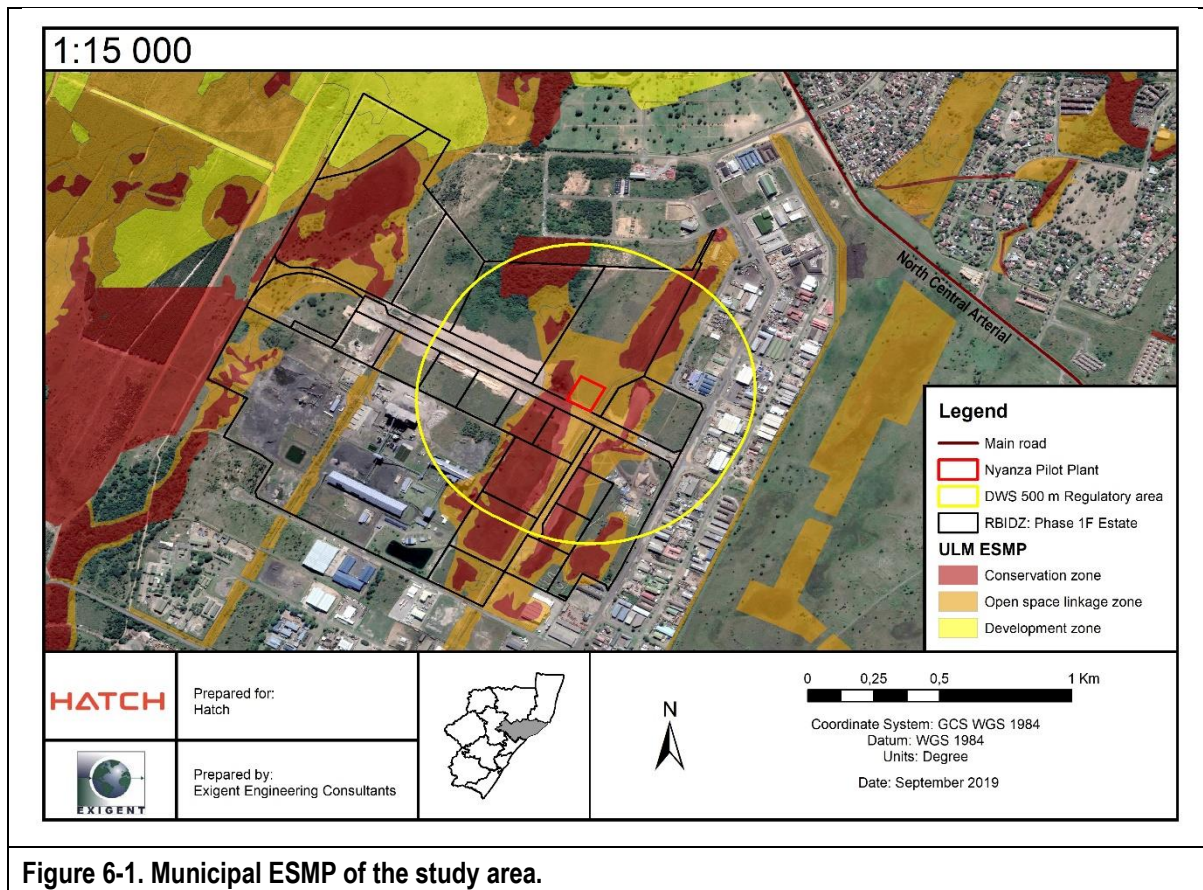 1:15 000
North Central Arterial
Legend
Main road
Nyanza Pilot Plant
DWS 500 m Regulatory area
RBIDZ: Phase 1F Estate
ULM ESMP
Conservation zone
Open space linkage zone
Development zone
HATCH
Prepared for:
Hatch
EXIGENT
Prepared by:
Exigent Engineering Consultants
N
0 0,25 0,5 1 Km
Coordinate System: GCS WGS 1984
Datum: WGS 1984
Units: Degree
Date: September 2019
Figure 6-1. Municipal ESMP of the study area.